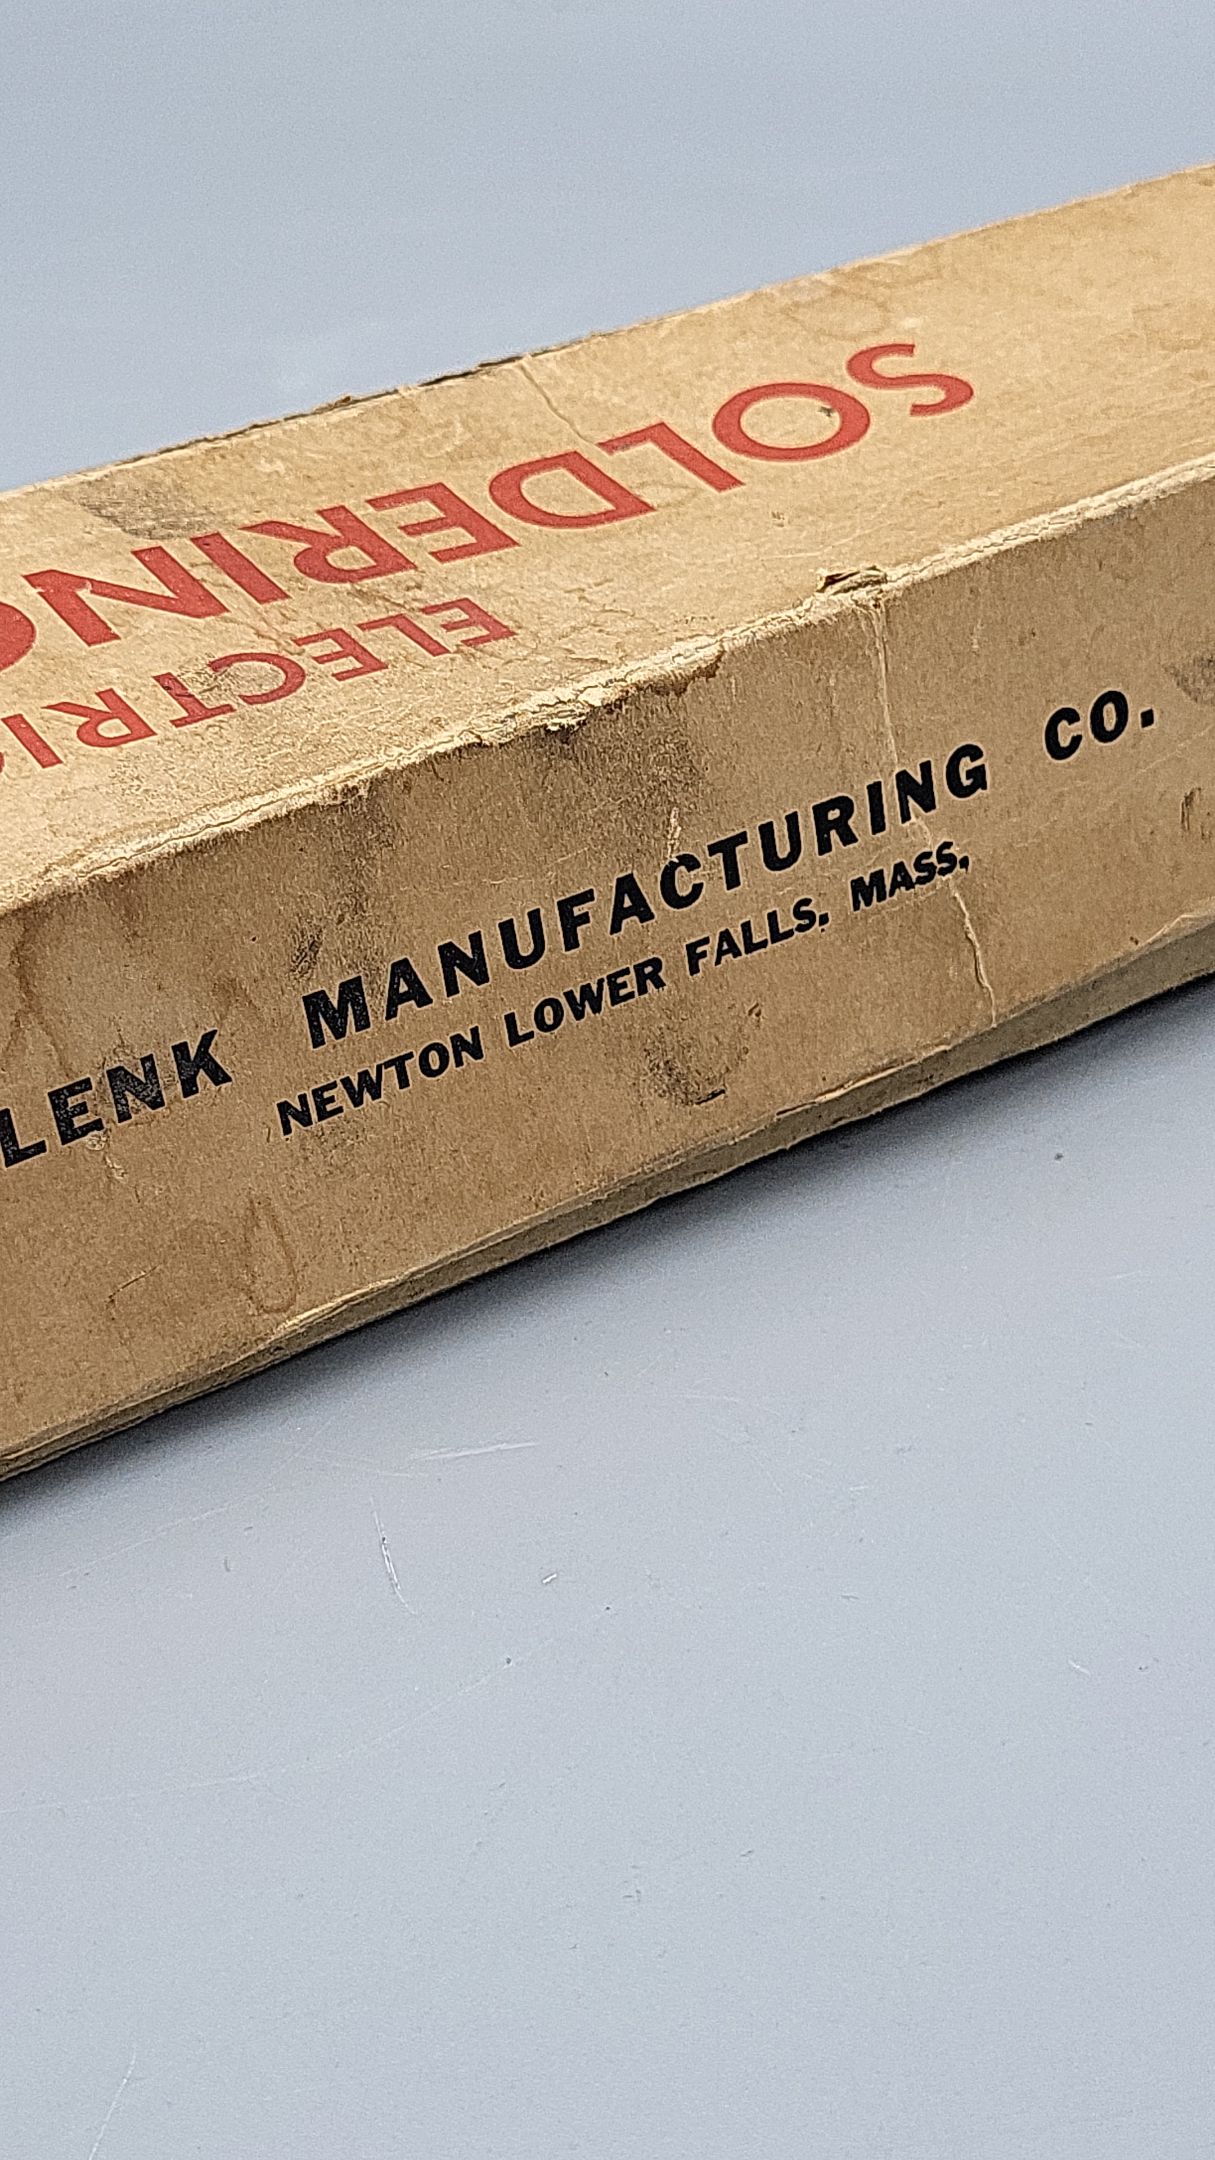 ELECTRI
SOLDERIN
LENK MANUFACTURING CO.
NEWTON LOWER FALLS, MASS.